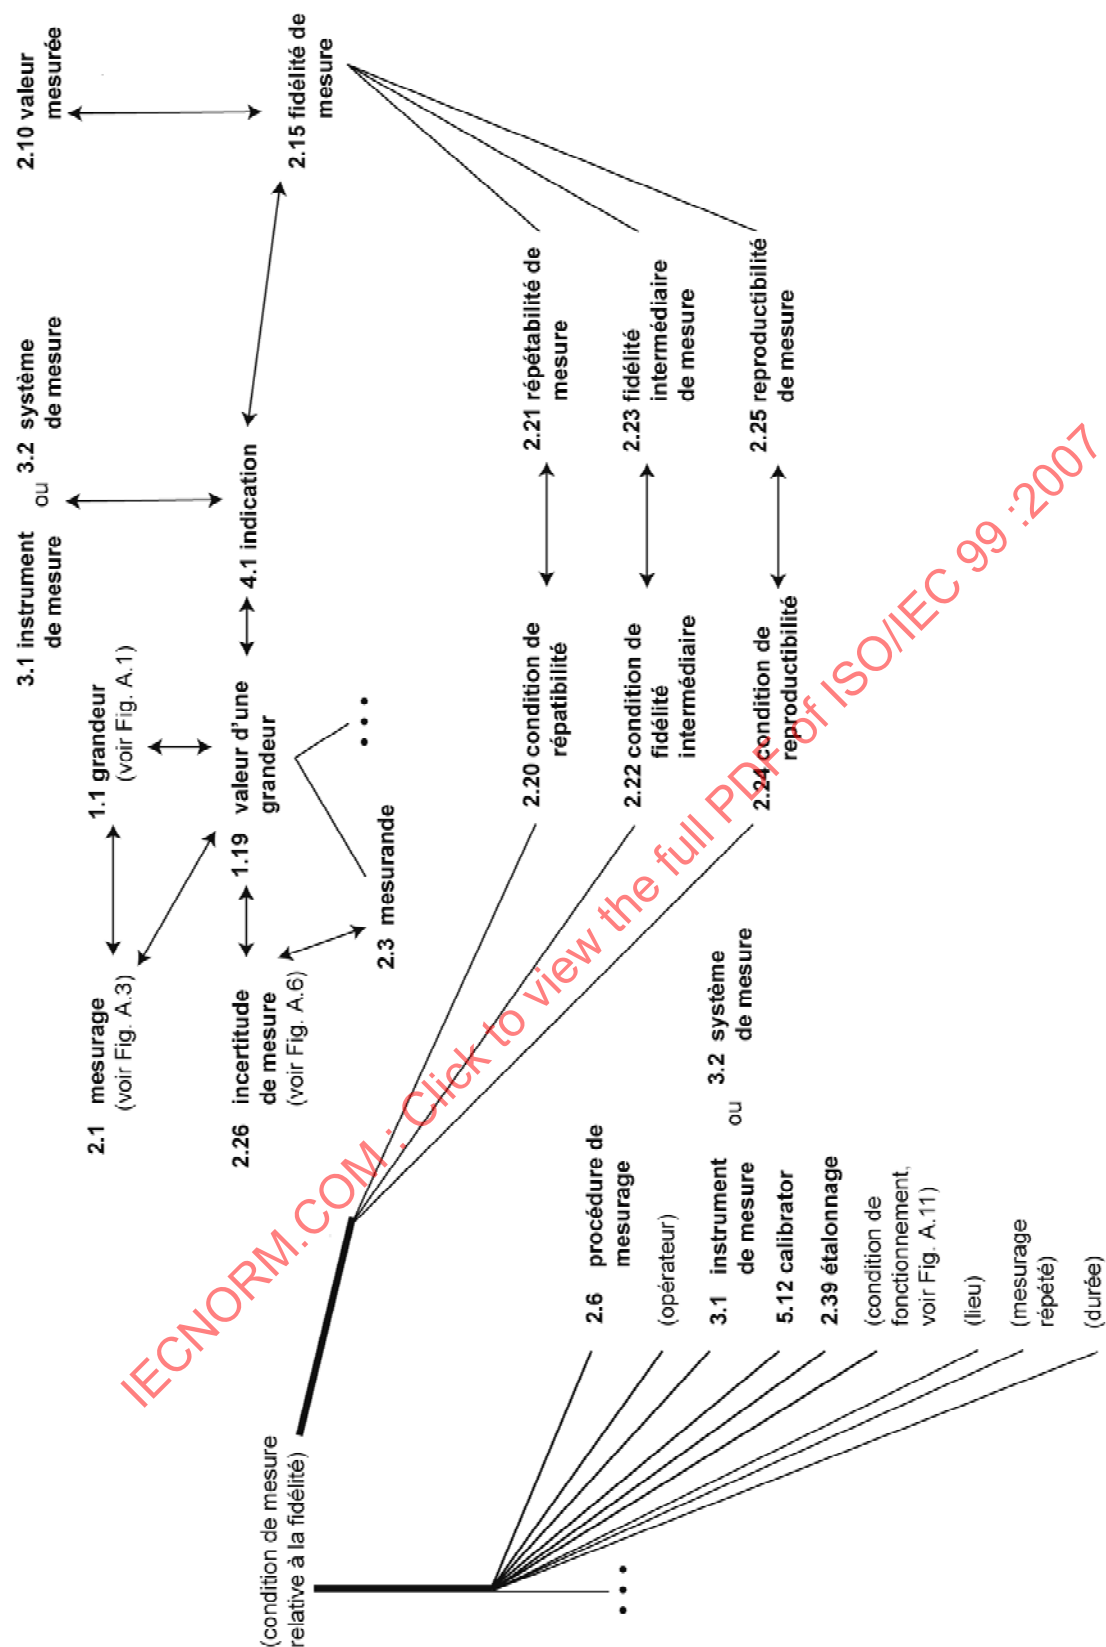 2.10 valeur
mesurée
3.1 instrument
de mesure
ou
3.2 système
de mesure
1.1 grandeur
(voir Fig. A.1)
2.1 mesurage
(voir Fig. A.3)
2.15 fidélité de
mesure
4.1 indication
1.19 valeur d'une
grandeur
2.26 incertitude
de mesure
(voir Fig. A.6)
2.3 mesurande
• • •
(condition de mesure
relative à la fidélité)
2.20 condition de
répatibilité
2.21 répétabilité de
mesure
2.22 condition de
fidélité
intermédiaire
2.23 fidélité
intermédiaire
de mesure
2.24 condition de
reproductibilité
2.25 reproductibilité
de mesure
• • •
2.6 procédure de
mesurage
(opérateur)
3.1 instrument
de mesure
ou
3.2 système
de mesure
5.12 calibrator
2.39 étalonnage
(condition de
fonctionnement,
voir Fig. A.11)
(lieu)
(mesurage
répété)
(durée)
IECNORM.COM : Click to view the full PDF of ISO/IEC 99 :2007